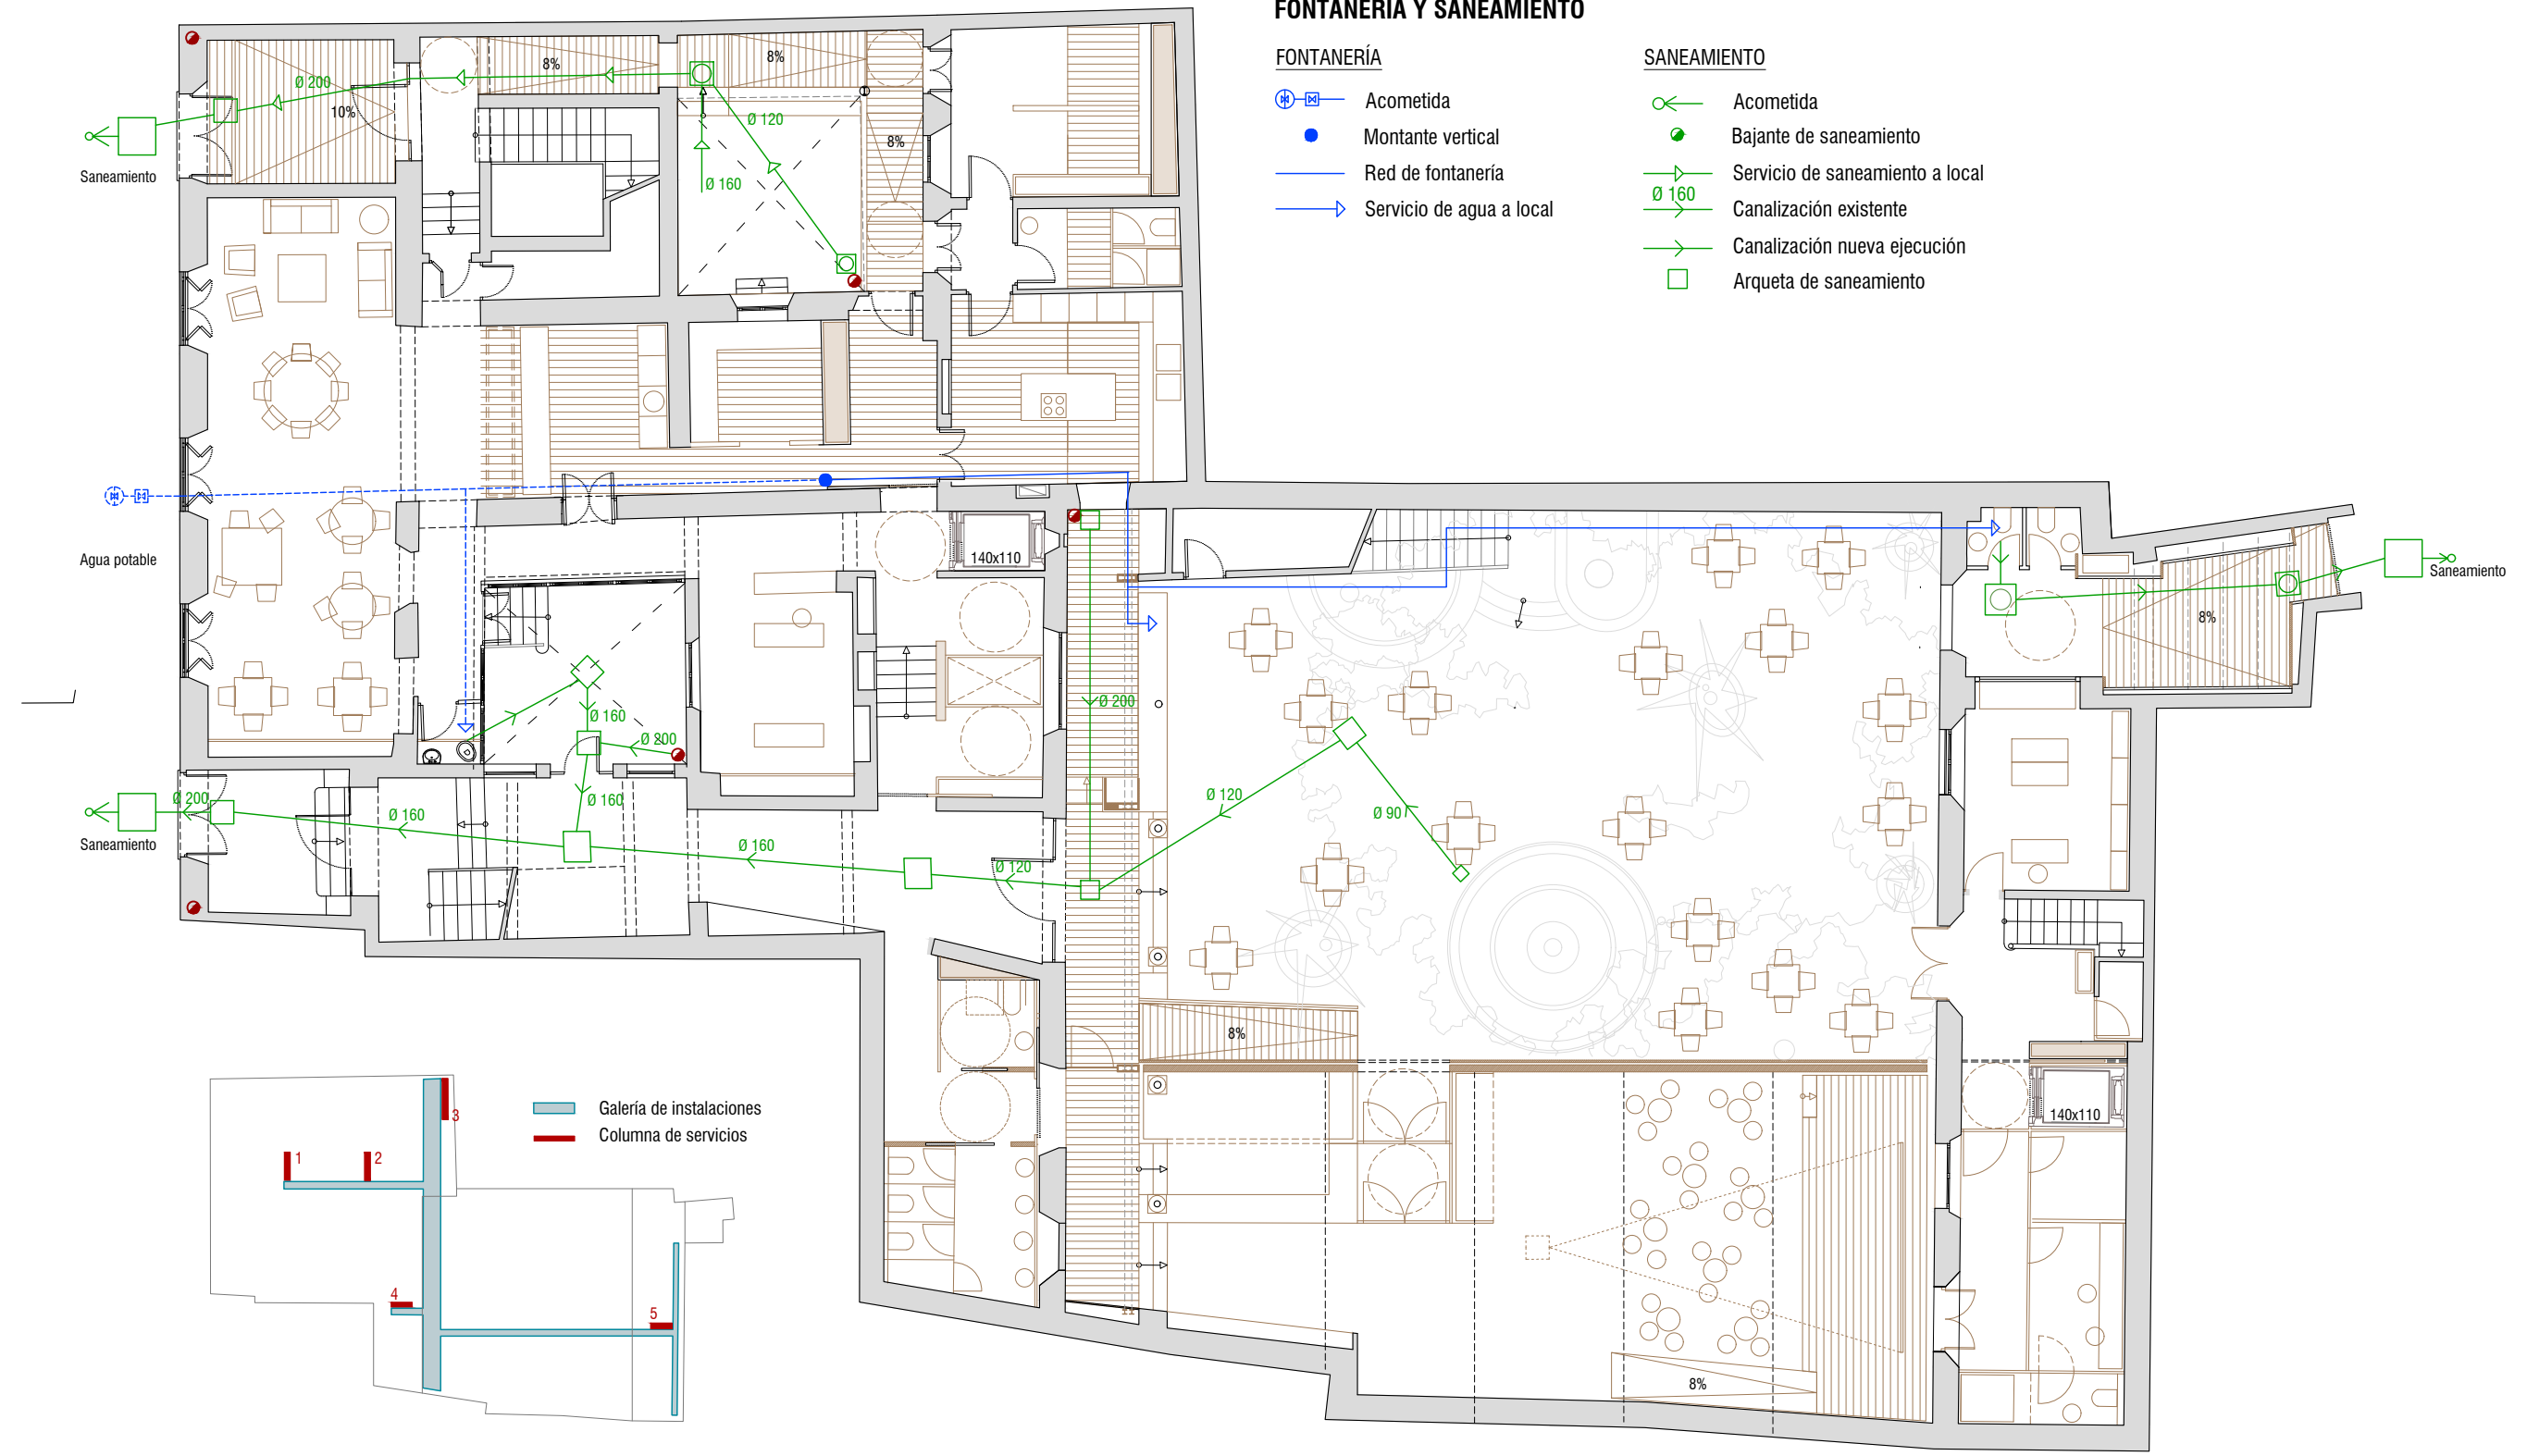 FONTANERÍA Y SANEAMIENTO
FONTANERÍA
Acometida
Montante vertical
Red de fontanería
Servicio de agua a local
SANEAMIENTO
Acometida
Bajante de saneamiento
Servicio de saneamiento a local
Ø 160
Canalización existente
Canalización nueva ejecución
Arqueta de saneamiento
8%
8%
Ø 200
10%
Ø 120
8%
Saneamiento
Ø 160
Agua potable
140x110
Saneamiento
8%
Ø 200
Ø 160
Ø 200
Ø 200
Ø 160
Ø 160
Ø 120
Ø 90
Saneamiento
Ø 160
Ø 120
8%
140x110
8%
Galería de instalaciones
Columna de servicios
3
1
2
4
5